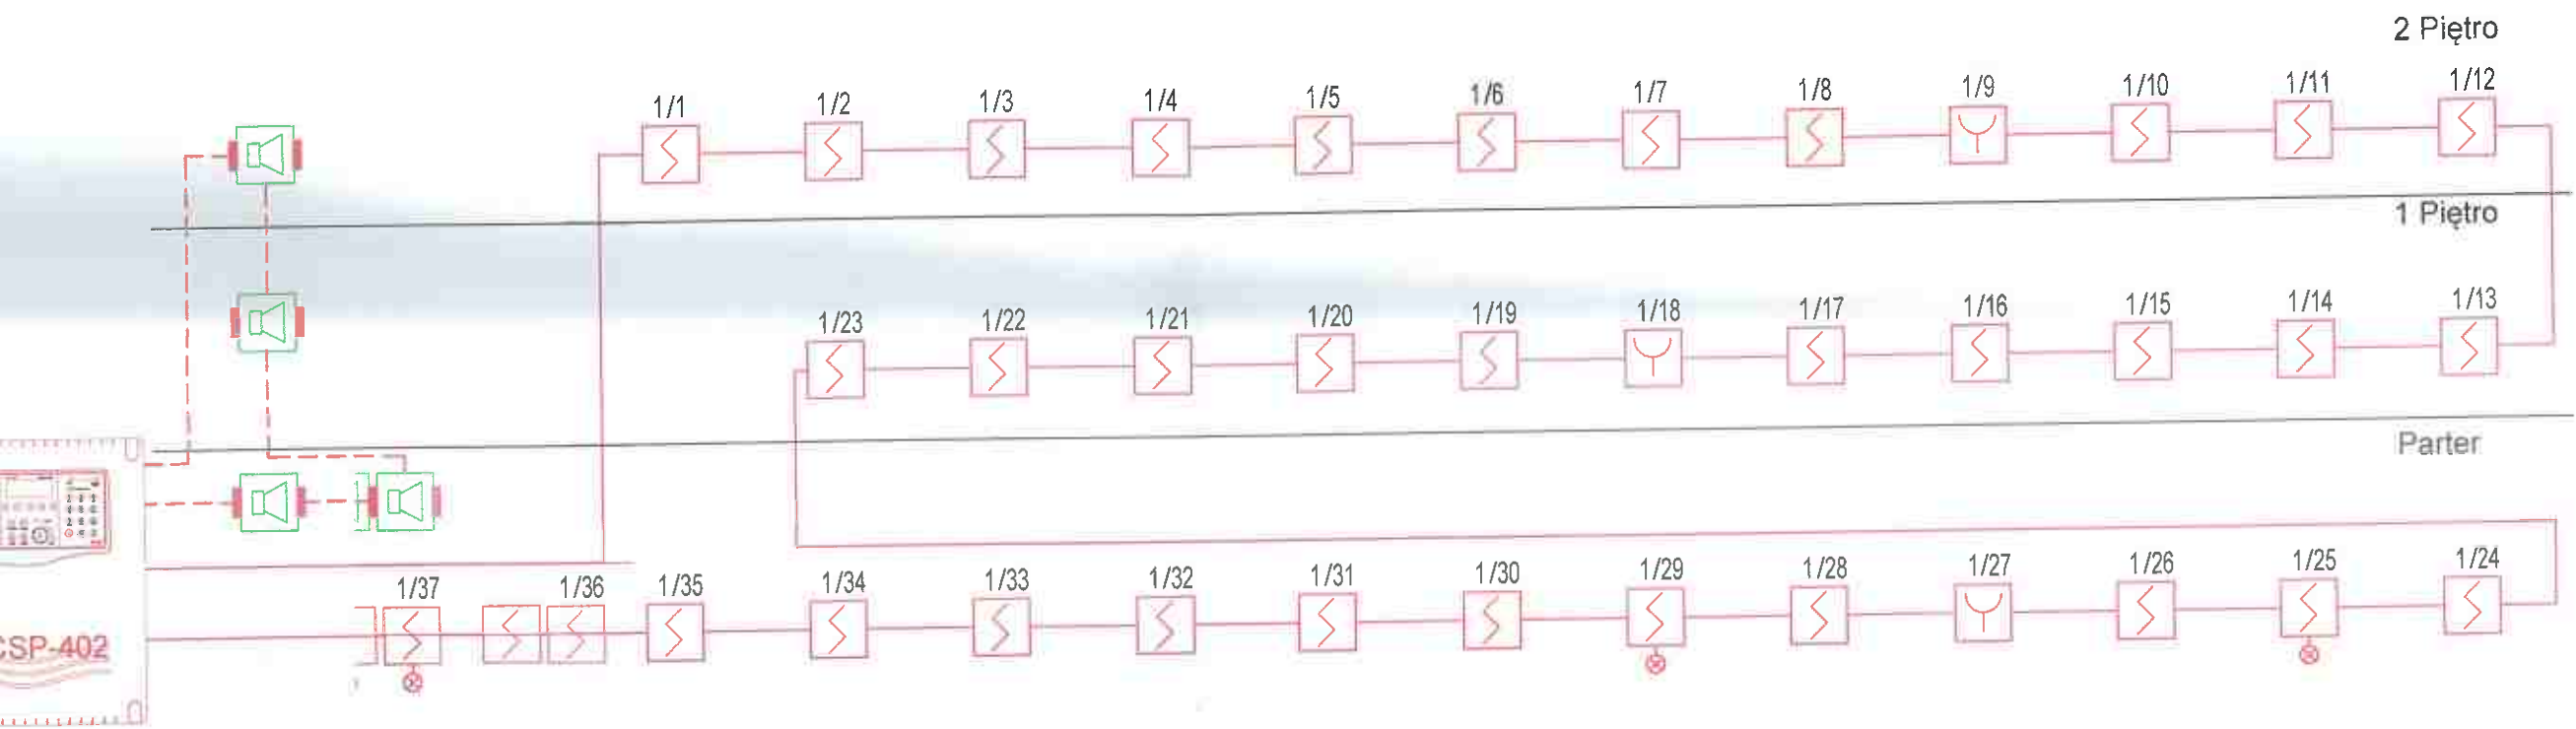 2 Piętro
1/1 1/2 1/3 1/4 1/5 1/6 1/7 1/8 1/9 1/10 1/11 1/12
1 Piętro
1/23 1/22 1/21 1/20 1/19 1/18 1/17 1/16 1/15 1/14 1/13
Parter
1/37 1/36 1/35 1/34 1/33 1/32 1/31 1/30 1/29 1/28 1/27 1/26 1/25 1/24
CSP-402